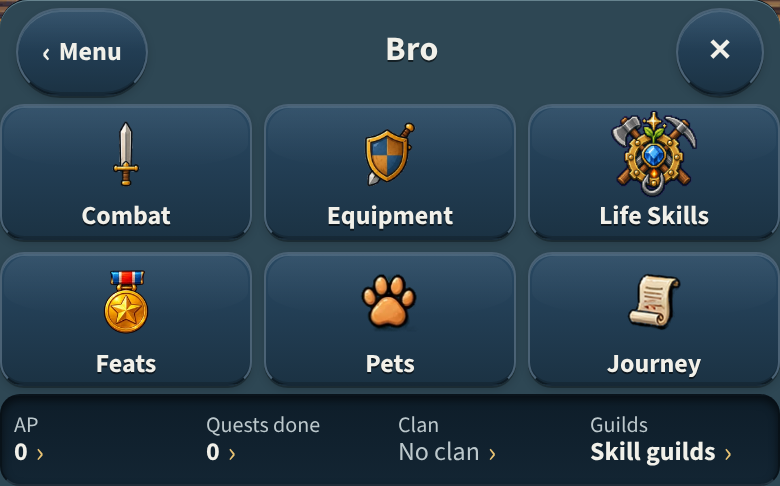 ‹ Menu
Bro
✕
Combat
Equipment
Life Skills
Feats
Pets
Journey
AP
0 ›
Quests done
0 ›
Clan
No clan ›
Guilds
Skill guilds ›